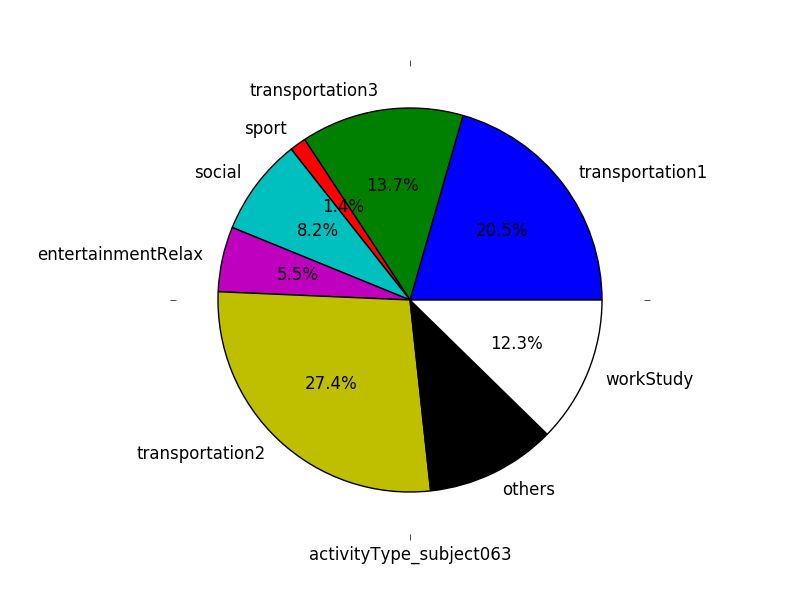 transportation3
sport
social
transportation1
13.7%
1.4%
8.2%
20.5%
entertainmentRelax
5.5%
12.3%
27.4%
workStudy
transportation2
others
activityType_subject063